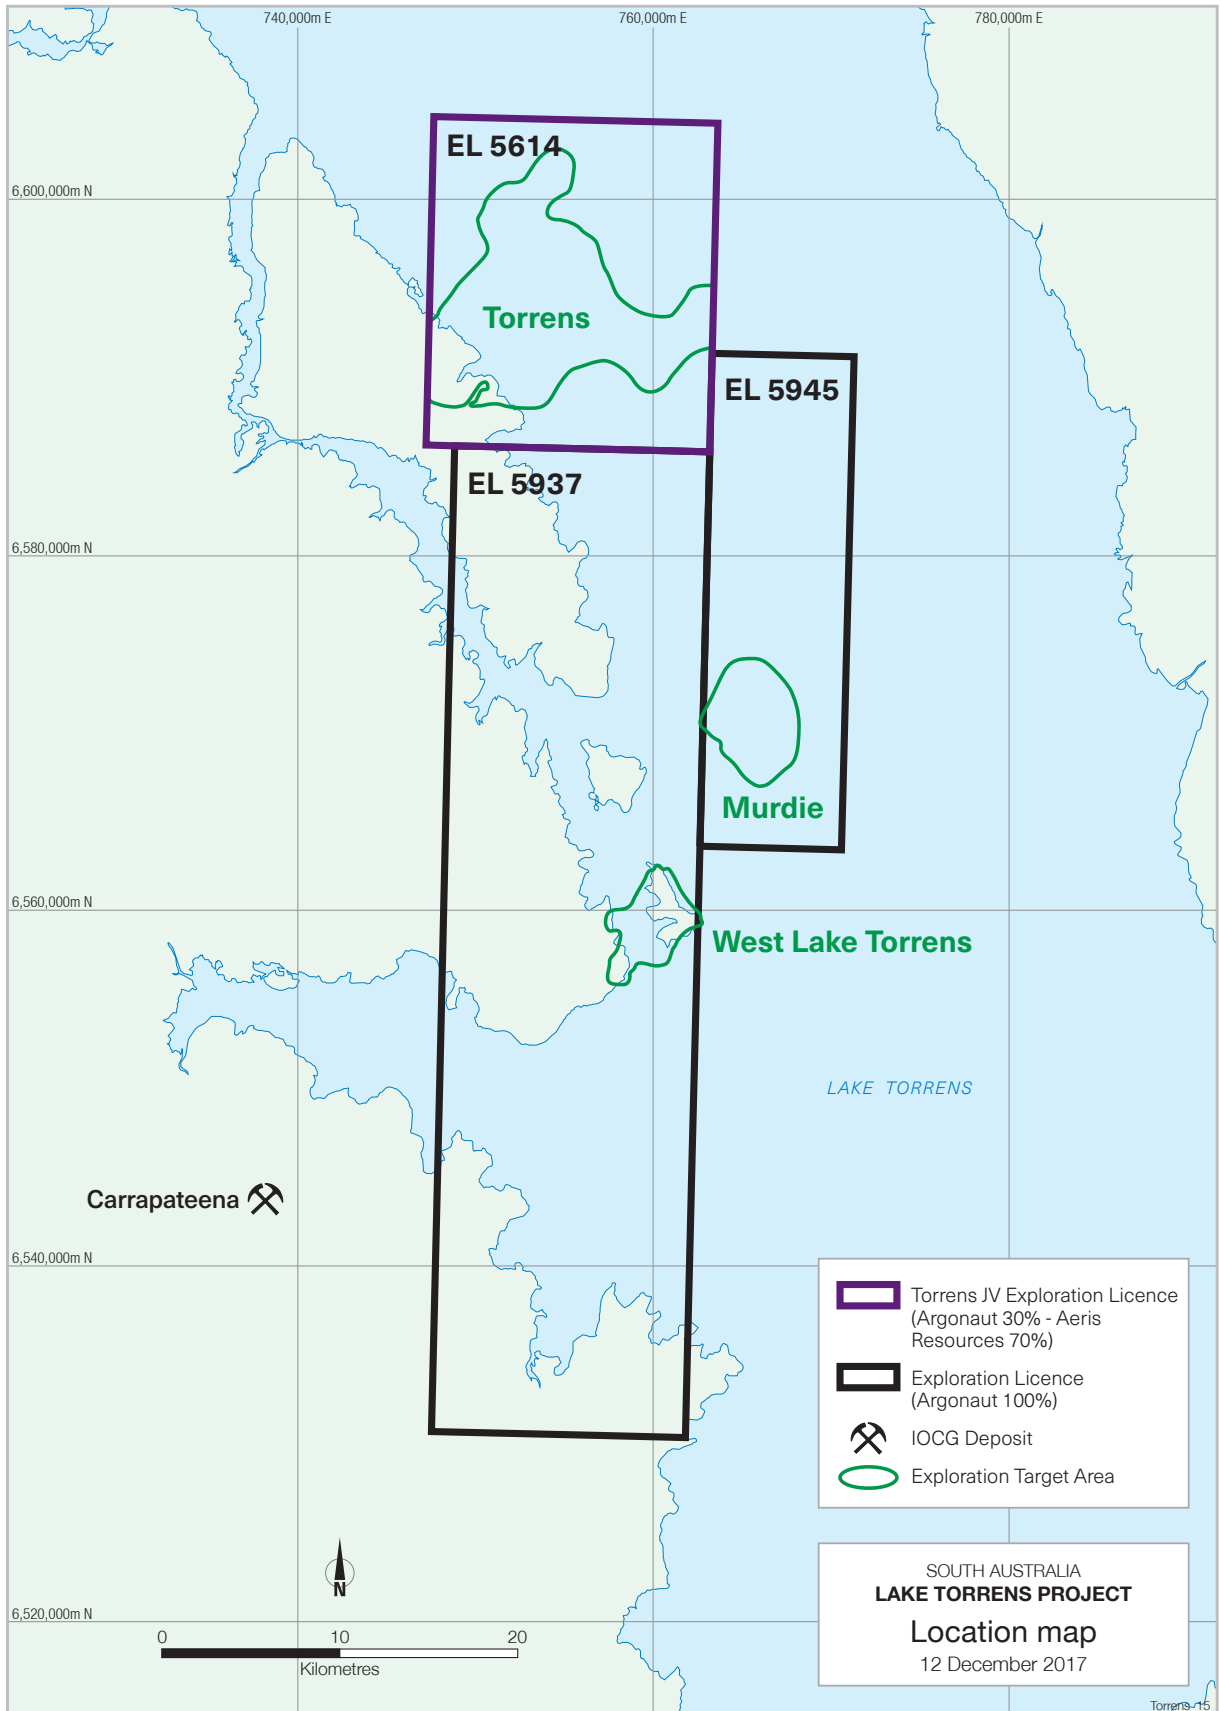 740,000m E
760,000m E
780,000m E
EL 5614
6,600,000m N
Torrens
EL 5945
EL 5937
6,580,000m N
Murdie
6,560,000m N
West Lake Torrens
LAKE TORRENS
Carrapateena
6,540,000m N
Torrens JV Exploration Licence
(Argonaut 30% - Aeris
Resources 70%)
Exploration Licence
(Argonaut 100%)
IOCG Deposit
Exploration Target Area
N
SOUTH AUSTRALIA
LAKE TORRENS PROJECT
Location map
12 December 2017
6,520,000m N
0 10 20
Kilometres
Torrens-15